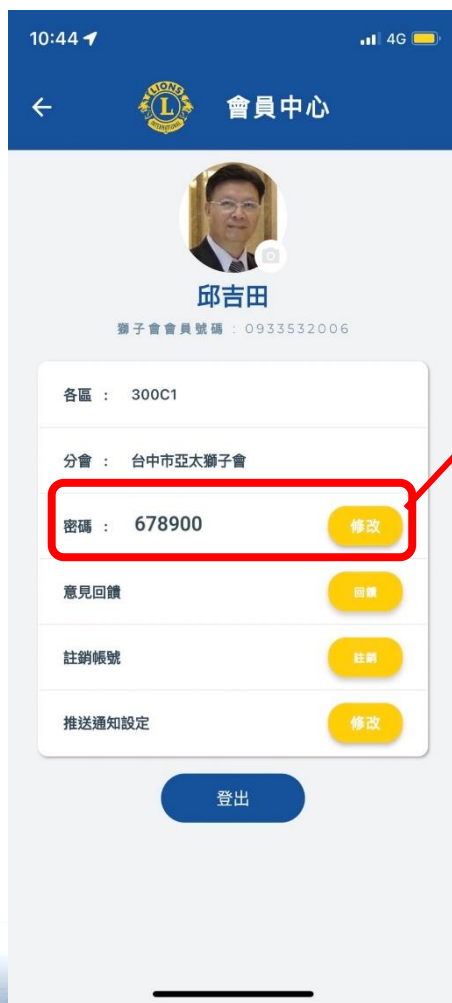 10:44
4G
LIONS
L
INTERNATIONAL
會員中心
邱吉田
獅子會會員號碼 : 0933532006
各區 : 300C1
分會 : 台中市亞太獅子會
密碼 : 678900 修改
意見回饋 回饋
註銷帳號 註銷
推送通知設定 修改
登出